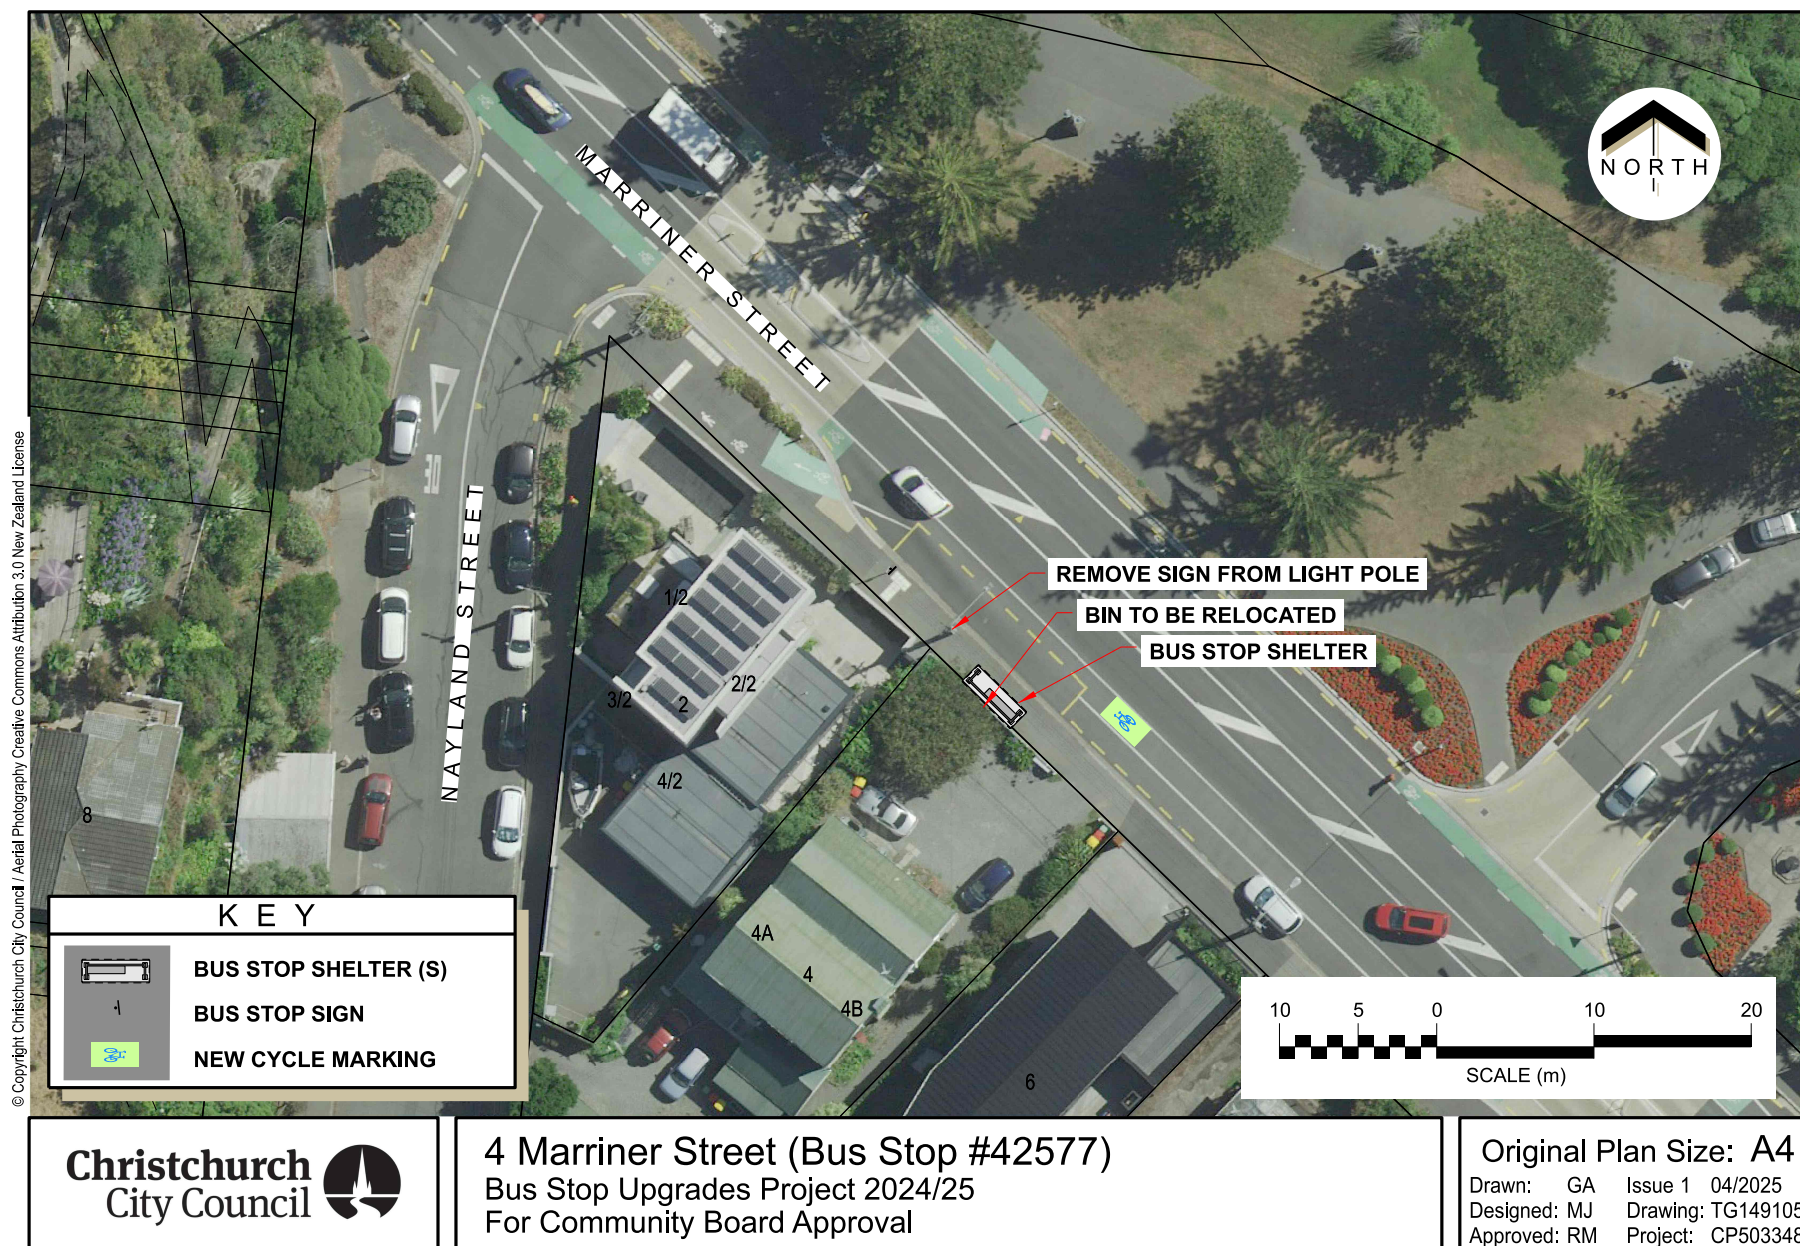 MARRINER STREET
NORTH
NAYLAND STREET
REMOVE SIGN FROM LIGHT POLE
BIN TO BE RELOCATED
BUS STOP SHELTER
1/2
2/2
3/2
2
4/2
8
4A
4
4B
6
© Copyright Christchurch City Council / Aerial Photography Creative Commons Attribution 3.0 New Zealand License
KEY
BUS STOP SHELTER (S)
BUS STOP SIGN
NEW CYCLE MARKING
10 5 0 10 20
SCALE (m)
Christchurch
City Council
4 Marriner Street (Bus Stop #42577)
Bus Stop Upgrades Project 2024/25
For Community Board Approval
Original Plan Size: A4
Drawn: GA Issue 1 04/2025
Designed: MJ Drawing: TG149105
Approved: RM Project: CP503348